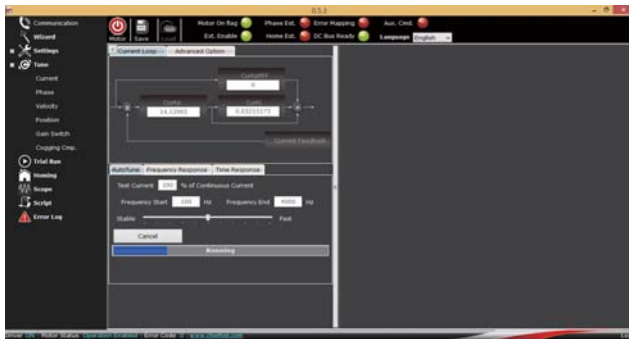 0.5.3
Communication
Wizard
Settings
Tune
Current
Phase
Velocity
Position
Gain Switch
Cogging Cmp.
Trial Run
Homing
Scope
Script
Error Log
Motor Save Load
Motor On flag Phase Est. Error Mapping Aux. Cmd.
Ext. Enable Home Est. DC Bus Ready Language English
Current Loop Advanced Option
0
14.12965
Current Feedback
AutoTune Frequency Response Time Response
Test Current 100 % of Continuous Current
Frequency Start 100 Hz Frequency End 4000 Hz
Stable Fast
Cancel
Running
Driver ON Motor Status Operation Enabled Error Code 0 www.chieftek.com